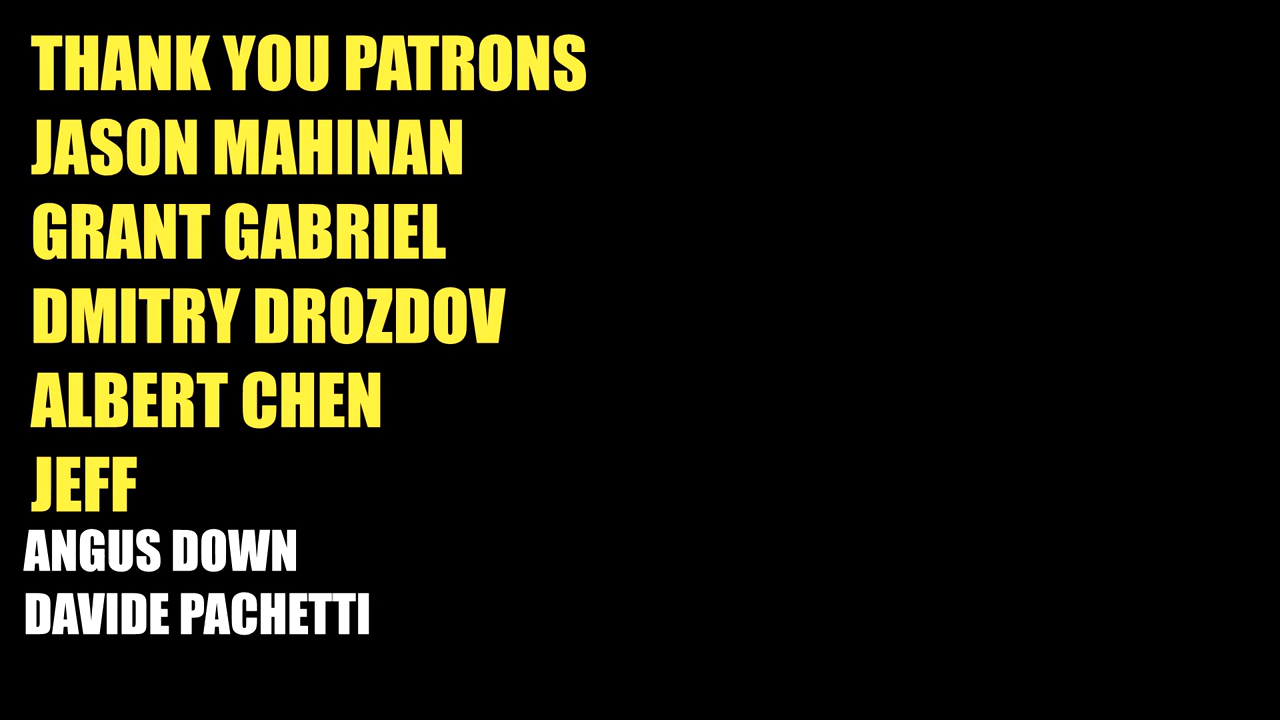 THANK YOU PATRONS
JASON MAHINAN
GRANT GABRIEL
DMITRY DROZDOV
ALBERT CHEN
JEFF
ANGUS DOWN
DAVIDE PACHETTI